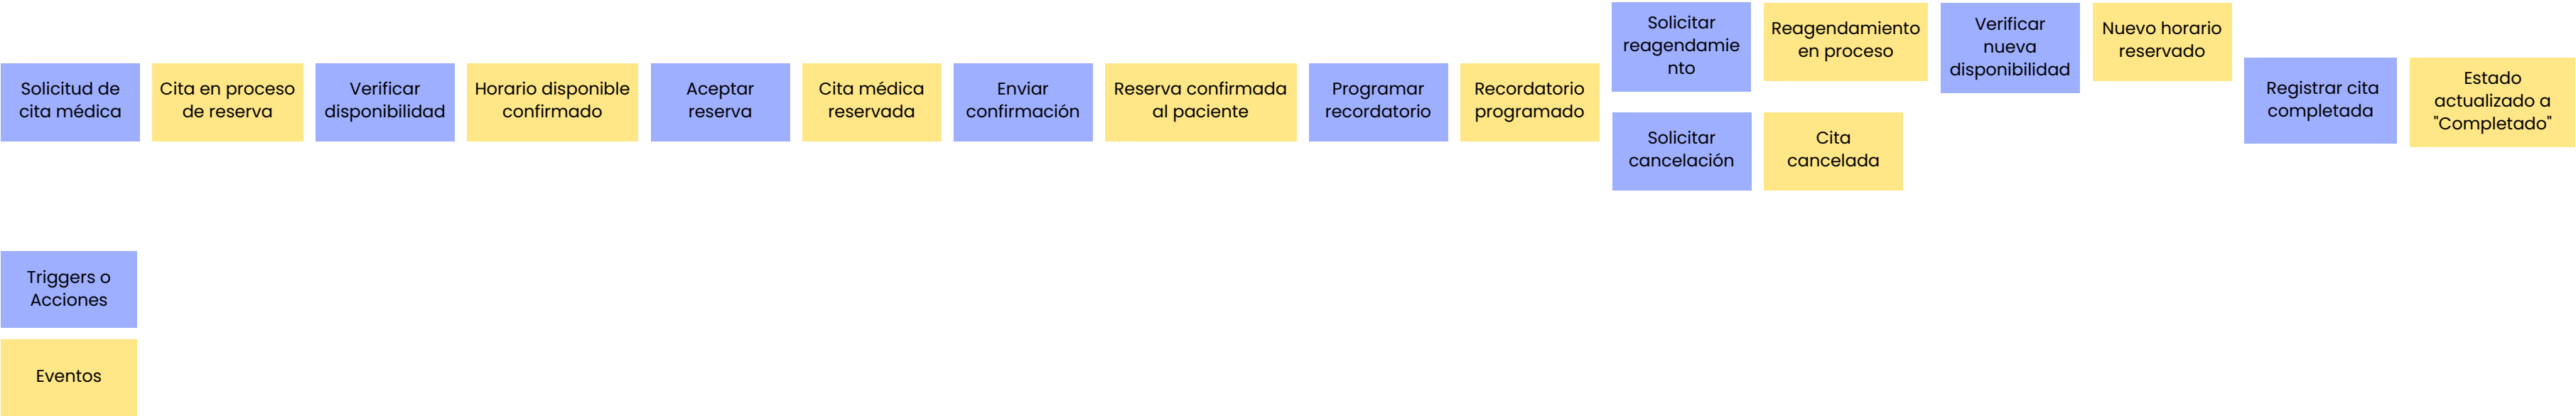 Solicitud de
cita médica
Cita en proceso
de reserva
Verificar
disponibilidad
Horario disponible
confirmado
Aceptar
reserva
Cita médica
reservada
Enviar
confirmación
Reserva confirmada
al paciente
Programar
recordatorio
Recordatorio
programado
Solicitar
reagendamie
nto
Reagendamiento
en proceso
Verificar
nueva
disponibilidad
Nuevo horario
reservado
Solicitar
cancelación
Cita
cancelada
Registrar cita
completada
Estado
actualizado a
"Completado"
Triggers o
Acciones
Eventos